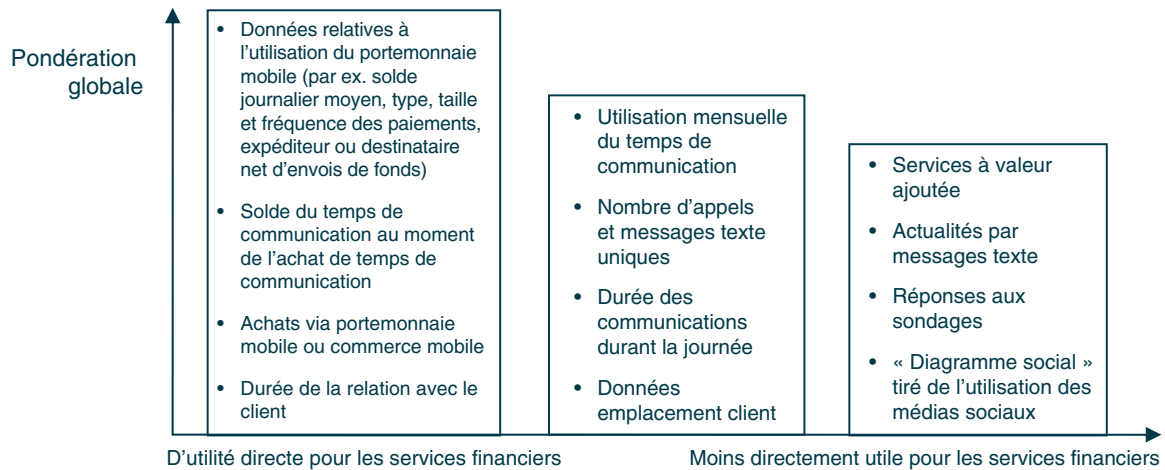 Pondération
globale
• Données relatives à
l’utilisation du portemonnaie
mobile (par ex. solde
journalier moyen, type, taille
et fréquence des paiements,
expéditeur ou destinataire
net d’envois de fonds)
• Solde du temps de
communication au moment
de l’achat de temps de
communication
• Achats via portemonnaie
mobile ou commerce mobile
• Durée de la relation avec le
client
• Utilisation mensuelle
du temps de
communication
• Nombre d’appels
et messages texte
uniques
• Durée des
communications
durant la journée
• Données
emplacement client
• Services à valeur
ajoutée
• Actualités par
messages texte
• Réponses aux
sondages
• « Diagramme social »
tiré de l’utilisation des
médias sociaux
D’utilité directe pour les services financiers
Moins directement utile pour les services financiers